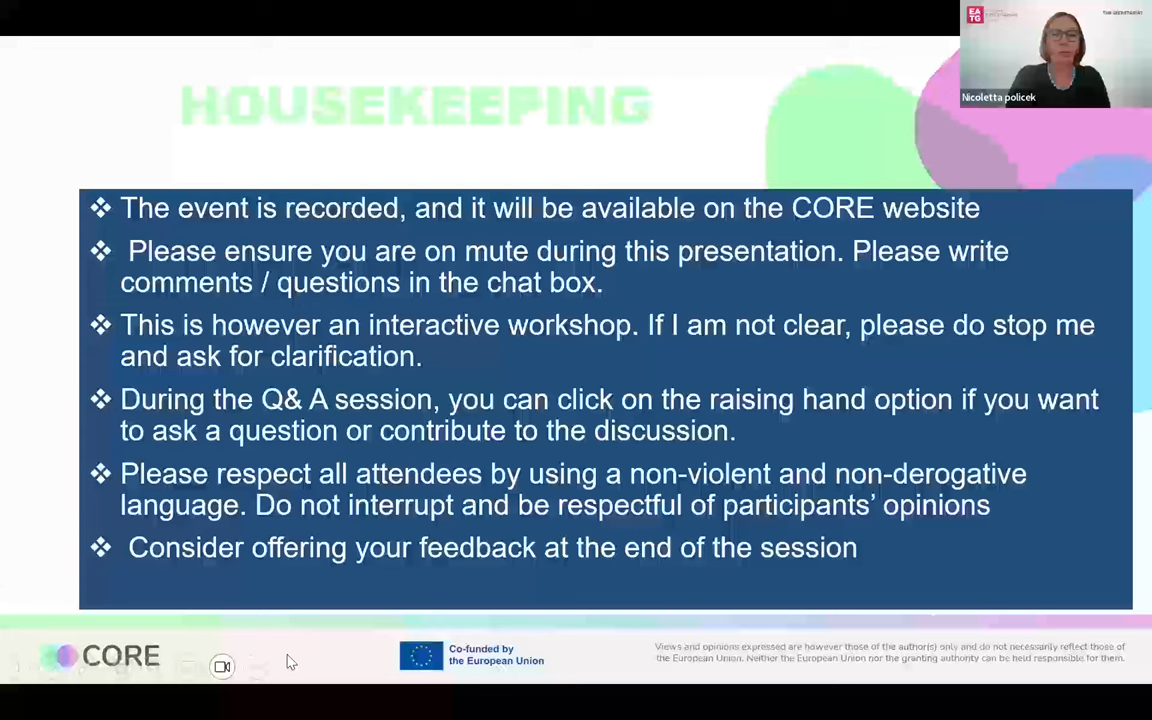 EA
TG
Nicoletta policek
HOUSEKEEPING
❖ The event is recorded, and it will be available on the CORE website
❖ Please ensure you are on mute during this presentation. Please write
comments / questions in the chat box.
❖ This is however an interactive workshop. If I am not clear, please do stop me
and ask for clarification.
❖ During the Q& A session, you can click on the raising hand option if you want
to ask a question or contribute to the discussion.
❖ Please respect all attendees by using a non-violent and non-derogative
language. Do not interrupt and be respectful of participants’ opinions
❖ Consider offering your feedback at the end of the session
CORE
Co-funded by
the European Union
Views and opinions expressed are however those of the author(s) only and do not necessarily reflect those of
the European Union. Neither the European Union nor the granting authority can be held responsible for them.